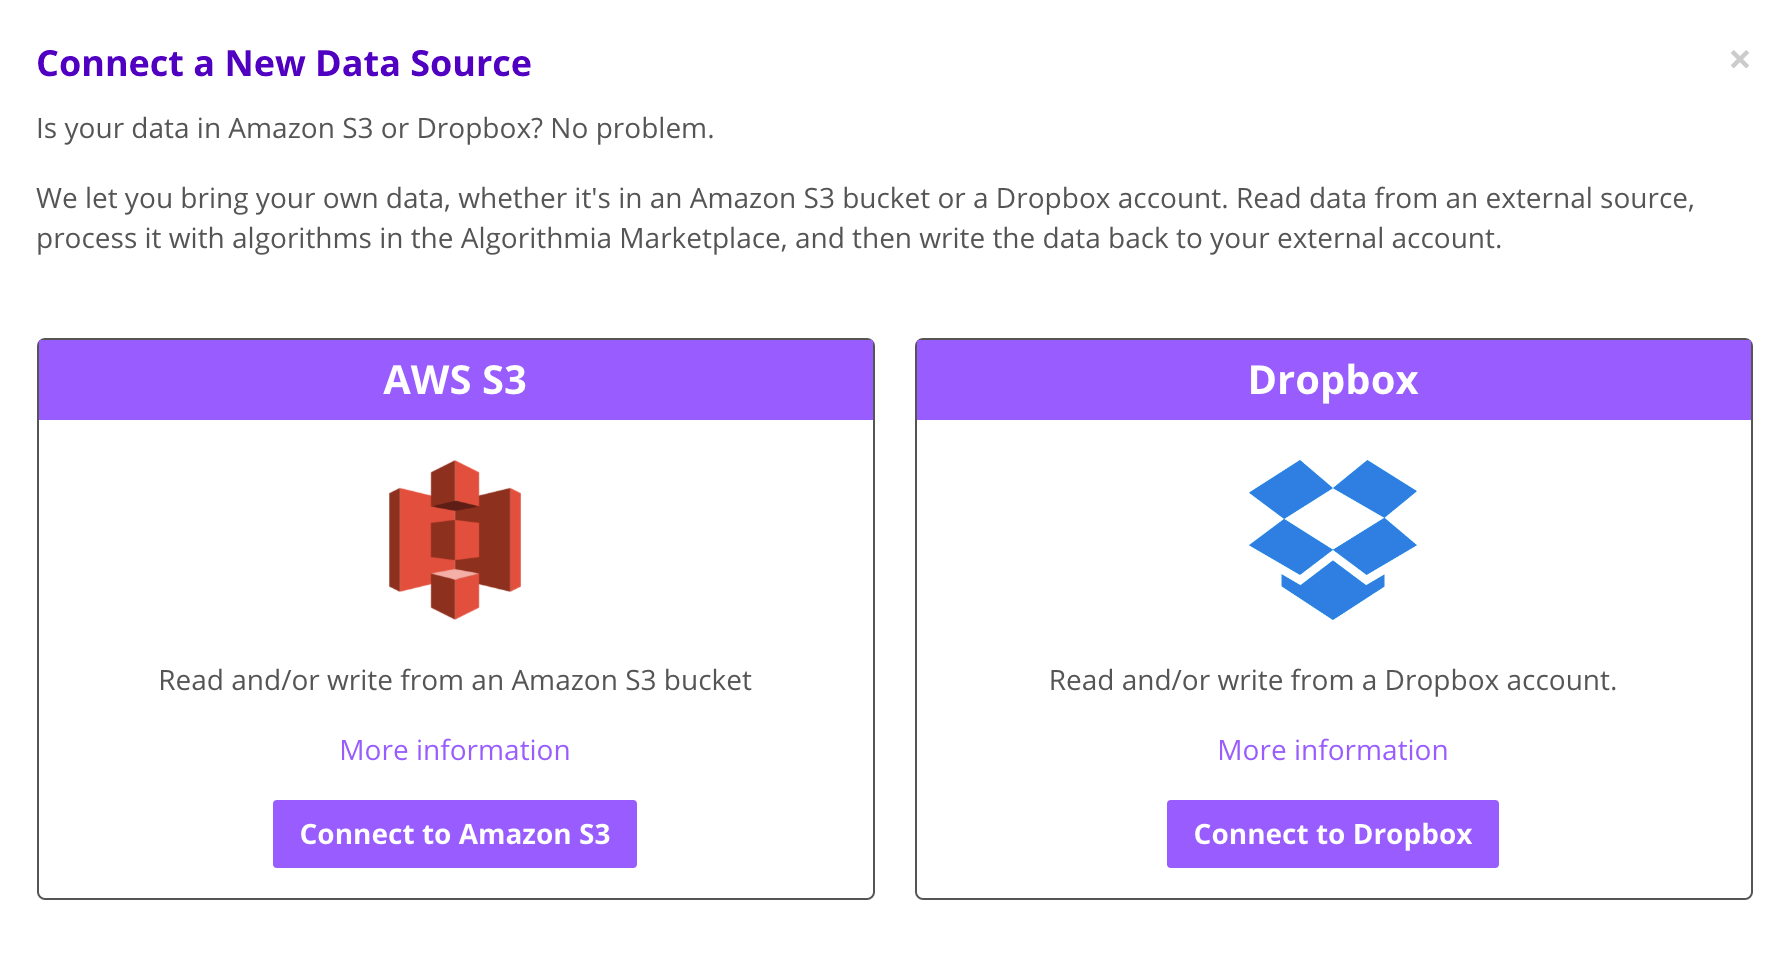 Connect a New Data Source
×
Is your data in Amazon S3 or Dropbox? No problem.
We let you bring your own data, whether it's in an Amazon S3 bucket or a Dropbox account. Read data from an external source,
process it with algorithms in the Algorithmia Marketplace, and then write the data back to your external account.
AWS S3
Read and/or write from an Amazon S3 bucket
More information
Connect to Amazon S3
Dropbox
Read and/or write from a Dropbox account.
More information
Connect to Dropbox